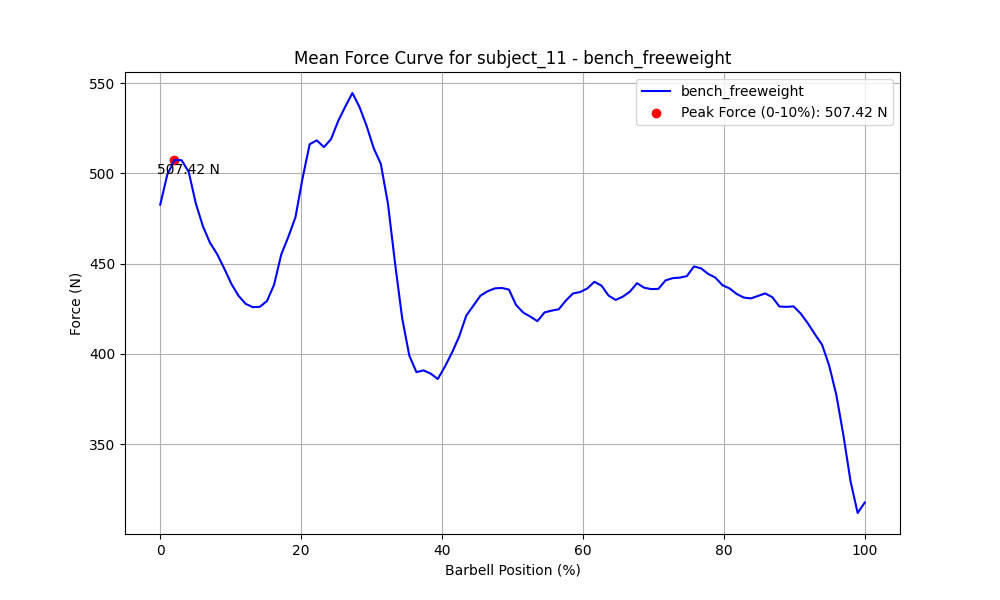 Mean Force Curve for subject_11 - bench_freeweight
bench_freeweight
Peak Force (0-10%): 507.42 N
507.42 N
550
500
450
400
350
Force (N)
0 20 40 60 80 100
Barbell Position (%)